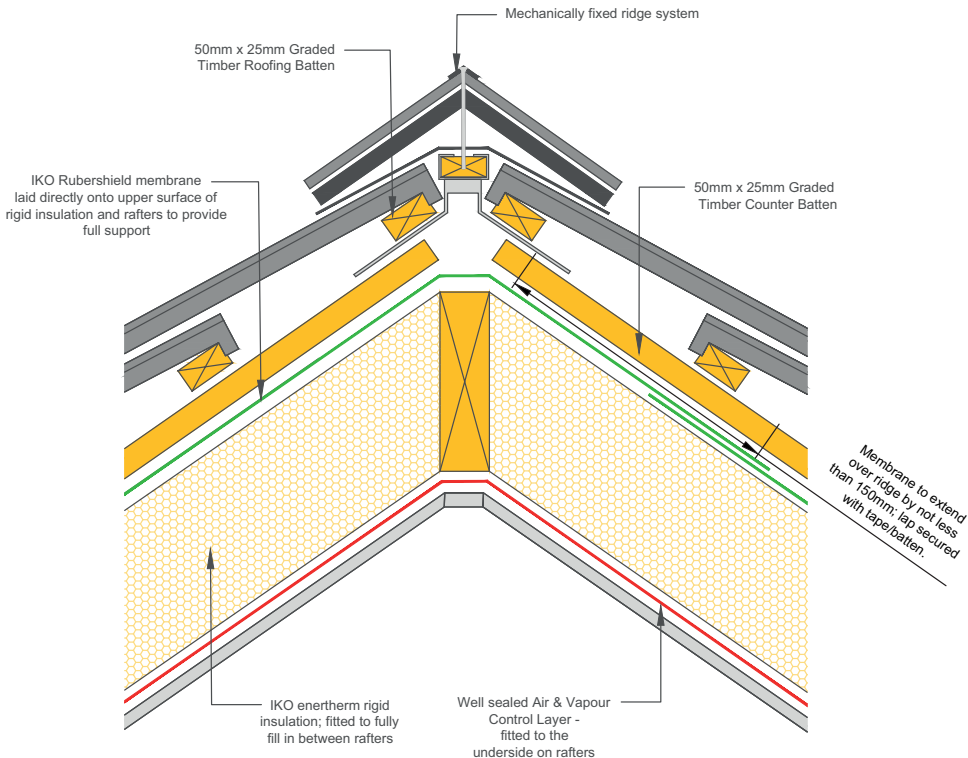 Mechanically fixed ridge system
50mm x 25mm Graded
Timber Roofing Batten
IKO Rubershield membrane
laid directly onto upper surface of
rigid insulation and rafters to provide
full support
50mm x 25mm Graded
Timber Counter Batten
Membrane to extend
over ridge by not less
than 150mm; lap secured
with tape/batten.
IKO enertherm rigid
insulation; fitted to fully
fill in between rafters
Well sealed Air & Vapour
Control Layer -
fitted to the
underside on rafters